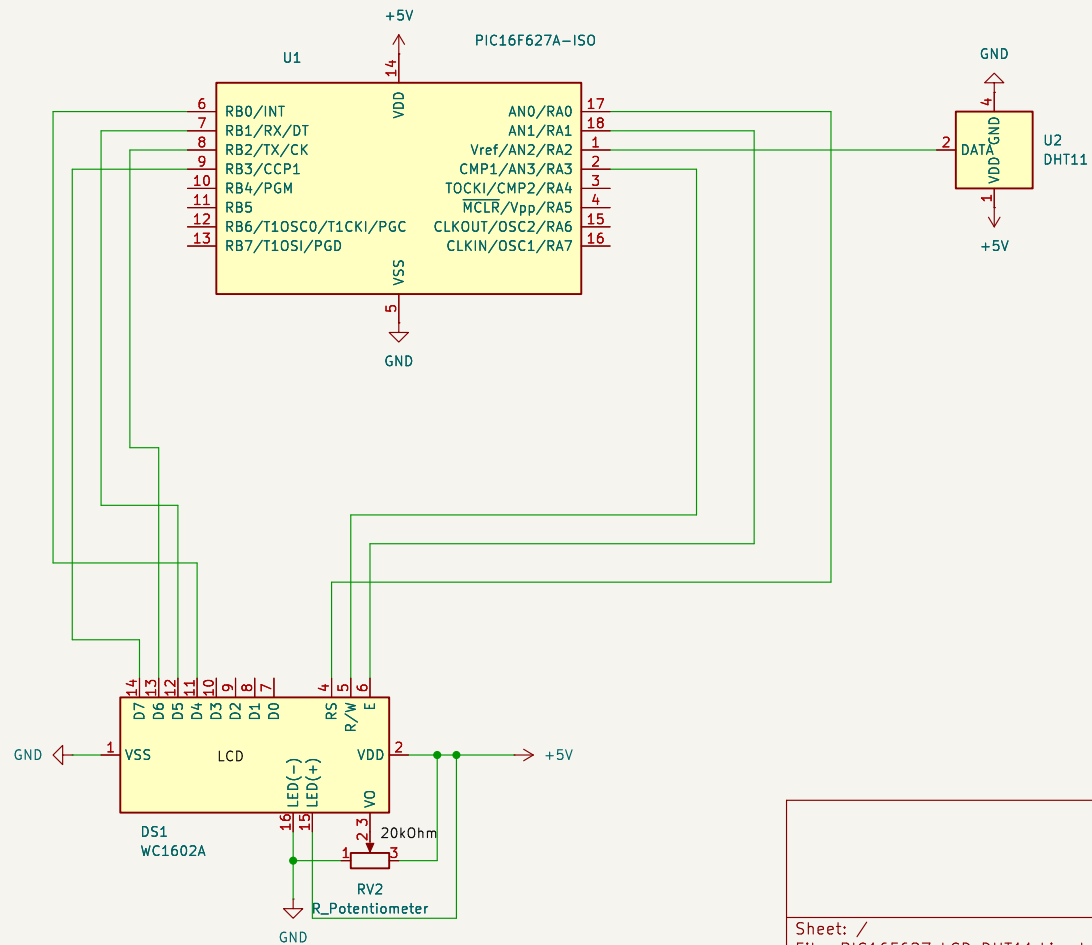 +5V
PIC16F627A-ISO
U1
14
VDD
6 RB0/INT
7 RB1/RX/DT
8 RB2/TX/CK
9 RB3/CCP1
10 RB4/PGM
11 RB5
12 RB6/T1OSC0/T1CKI/PGC
13 RB7/T1OSI/PGD
AN0/RA0 17
AN1/RA1 18
Vref/AN2/RA2 1
CMP1/AN3/RA3 2
TOCKI/CMP2/RA4 3
MCLR/Vpp/RA5 4
CLKOUT/OSC2/RA6 15
CLKIN/OSC1/RA7 16
VSS
5
GND
GND
4
GND
2 DATA
VDD
1
+5V
U2
DHT11
14 13 12 11 10 9 8 7
D7 D6 D5 D4 D3 D2 D1 D0
4 5 6
RS R/W E
GND
1 VSS
LCD
VDD 2
+5V
LED(-) LED(+) VO
16 15 3
DS1
WC1602A
20kOhm
1 2 3
RV2
R_Potentiometer
GND
Sheet: /